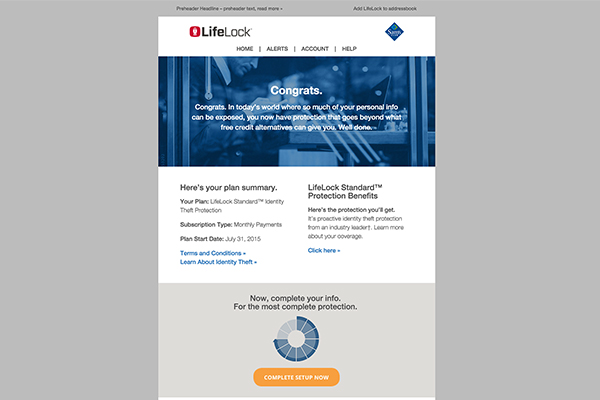 Preheader Headline – preheader text, read more »
Add LifeLock to addressbook
LifeLock
Sam's Club
HOME | ALERTS | ACCOUNT | HELP
Congrats.
Congrats. In today's world where so much of your personal info
can be exposed, you now have protection that goes beyond what
free credit alternatives can give you. Well done.
Here's your plan summary.
Your Plan: LifeLock Standard™ Identity
Theft Protection
Subscription Type: Monthly Payments
Plan Start Date: July 31, 2015
Terms and Conditions »
Learn About Identity Theft »
LifeLock Standard™
Protection Benefits
Here's the protection you'll get.
It's proactive identity theft protection
from an industry leader†. Learn more
about your coverage.
Click here »
Now, complete your info.
For the most complete protection.
COMPLETE SETUP NOW